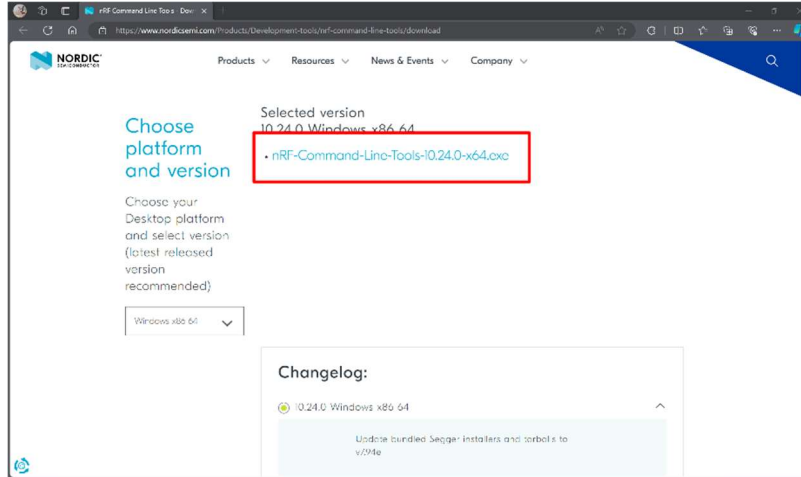 nRF Command Line Tools - Dow
https://www.nordicsemi.com/Products/Development-tools/nrf-command-line-tools/download
NORDIC
SEMICONDUCTOR
Products
Resources
News & Events
Company
Choose
platform
and version
Choose your
Desktop platform
and select version
(latest released
version
recommended)
Windows x86 64
Selected version
10.24.0 Windows x86 64
• nRF-Command-Line-Tools-10.24.0-x64.exe
Changelog:
10.24.0 Windows x86 64
Update bundled Segger installers and tarballs to
v7.94e